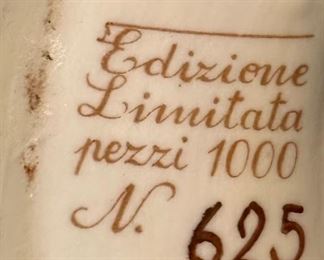 Edizione
Limitata
pezzi 1000
N. 625